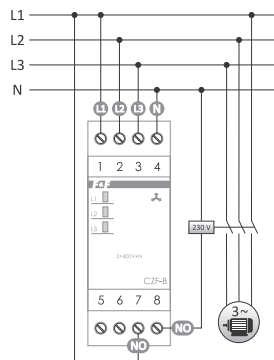 L1
L2
L3
N
L1 L2 L3 N
1 2 3 4
F&F
L1
L2
L3
3×400V+N
CZF-B
5 6 7 8
NO
NO
230 V
3~